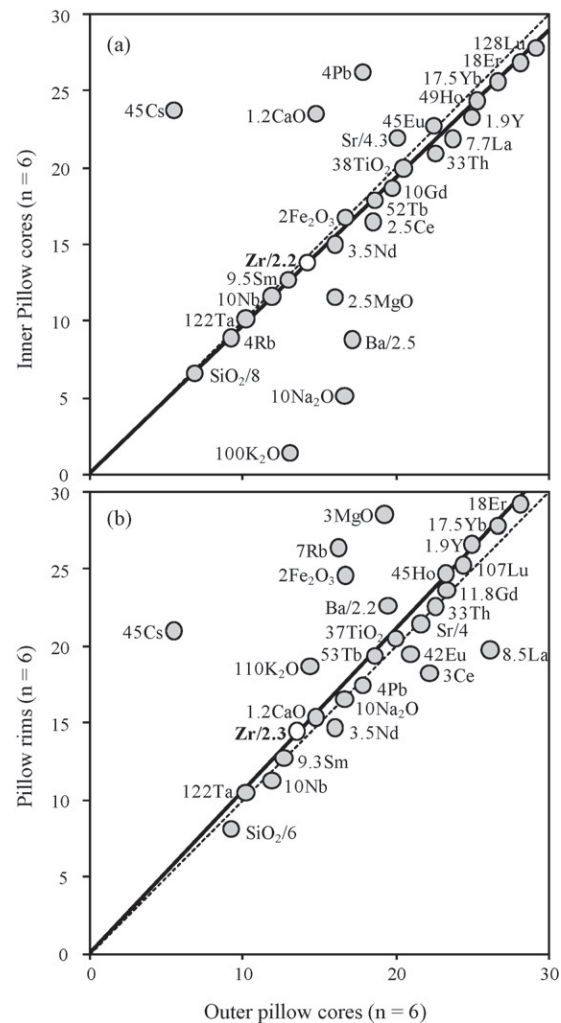 30
(a)
128Lu
18Er
4Pb
17.5Yb
49Ho
45Cs
1.2CaO
45Eu
1.9Y
Sr/4.3
7.7La
38TiO₂
33Th
10Gd
52Tb
2Fe₂O₃
2.5Ce
3.5Nd
Zr/2.2
9.5Sm
10Nb
2.5MgO
122Ta
4Rb
Ba/2.5
SiO₂/8
10Na₂O
100K₂O
25
20
15
10
5
0
Inner Pillow cores (n = 6)
30
(b)
3MgO
18Er
17.5Yb
7Rb
1.9Y
2Fe₂O₃
45Ho
107Lu
11.8Gd
Ba/2.2
33Th
45Cs
37TiO₂
Sr/4
53Tb
42Eu
8.5La
110K₂O
3Ce
4Pb
1.2CaO
10Na₂O
Zr/2.3
3.5Nd
9.3Sm
122Ta
10Nb
SiO₂/6
25
20
15
10
5
0
Pillow rims (n = 6)
0 10 20 30
Outer pillow cores (n = 6)